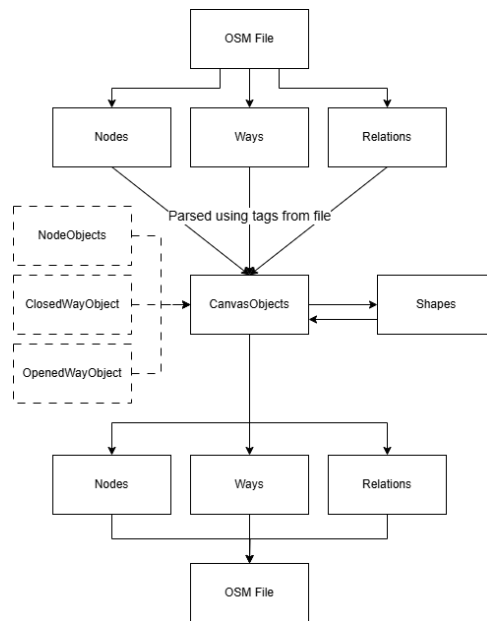 OSM File
Nodes
Ways
Relations
Parsed using tags from file
NodeObjects
ClosedWayObject
CanvasObjects
Shapes
OpenedWayObject
Nodes
Ways
Relations
OSM File